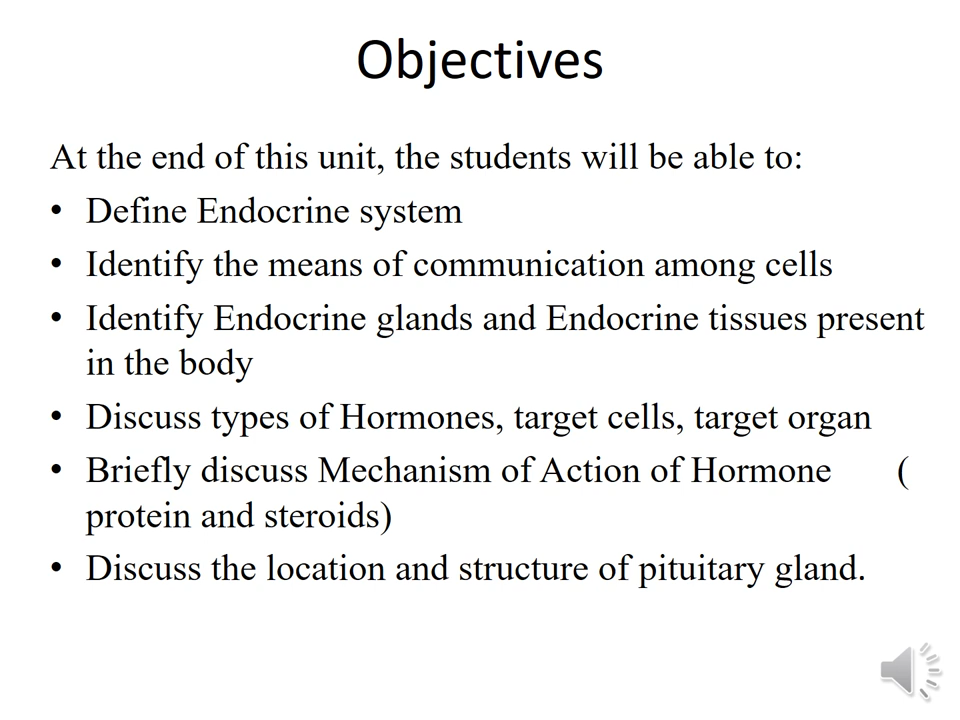 Objectives
At the end of this unit, the students will be able to:
• Define Endocrine system
• Identify the means of communication among cells
• Identify Endocrine glands and Endocrine tissues present
in the body
• Discuss types of Hormones, target cells, target organ
• Briefly discuss Mechanism of Action of Hormone (
protein and steroids)
• Discuss the location and structure of pituitary gland.